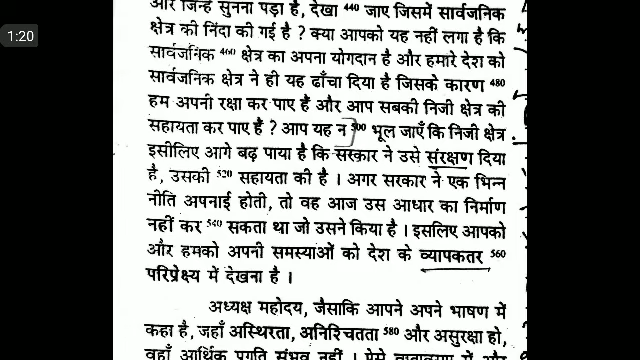 और जिन्हें सुनना पड़ा है, देखा 440 जाए जिसमें सार्वजनिक
1:20
क्षेत्र की निंदा की गई है ? क्या आपको यह नहीं लगा है कि
सार्वजनिक 460 क्षेत्र का अपना योगदान है और हमारे देश को
सार्वजनिक क्षेत्र ने ही यह ढाँचा दिया है जिसके कारण 480
हम अपनी रक्षा कर पाए हैं और आप सबकी निजी क्षेत्र की
सहायता कर पाए हैं ? आप यह न 500 भूल जाएँ कि निजी क्षेत्र
इसीलिए आगे बढ़ पाया है कि सरकार ने उसे संरक्षण दिया
है, उसकी 520 सहायता की है । अगर सरकार ने एक भिन्न
नीति अपनाई होती, तो वह आज उस आधार का निर्माण
नहीं कर 540 सकता था जो उसने किया है । इसलिए आपको
और हमको अपनी समस्याओं को देश के व्यापकतर 560
परिप्रेक्ष्य में देखना है ।
अध्यक्ष महोदय, जैसाकि आपने अपने भाषण में
कहा है, जहाँ अस्थिरता, अनिश्चितता 580 और असुरक्षा हो,
वहाँ आर्थिक प्रगति संभव नहीं । ऐसे वातावरण में और